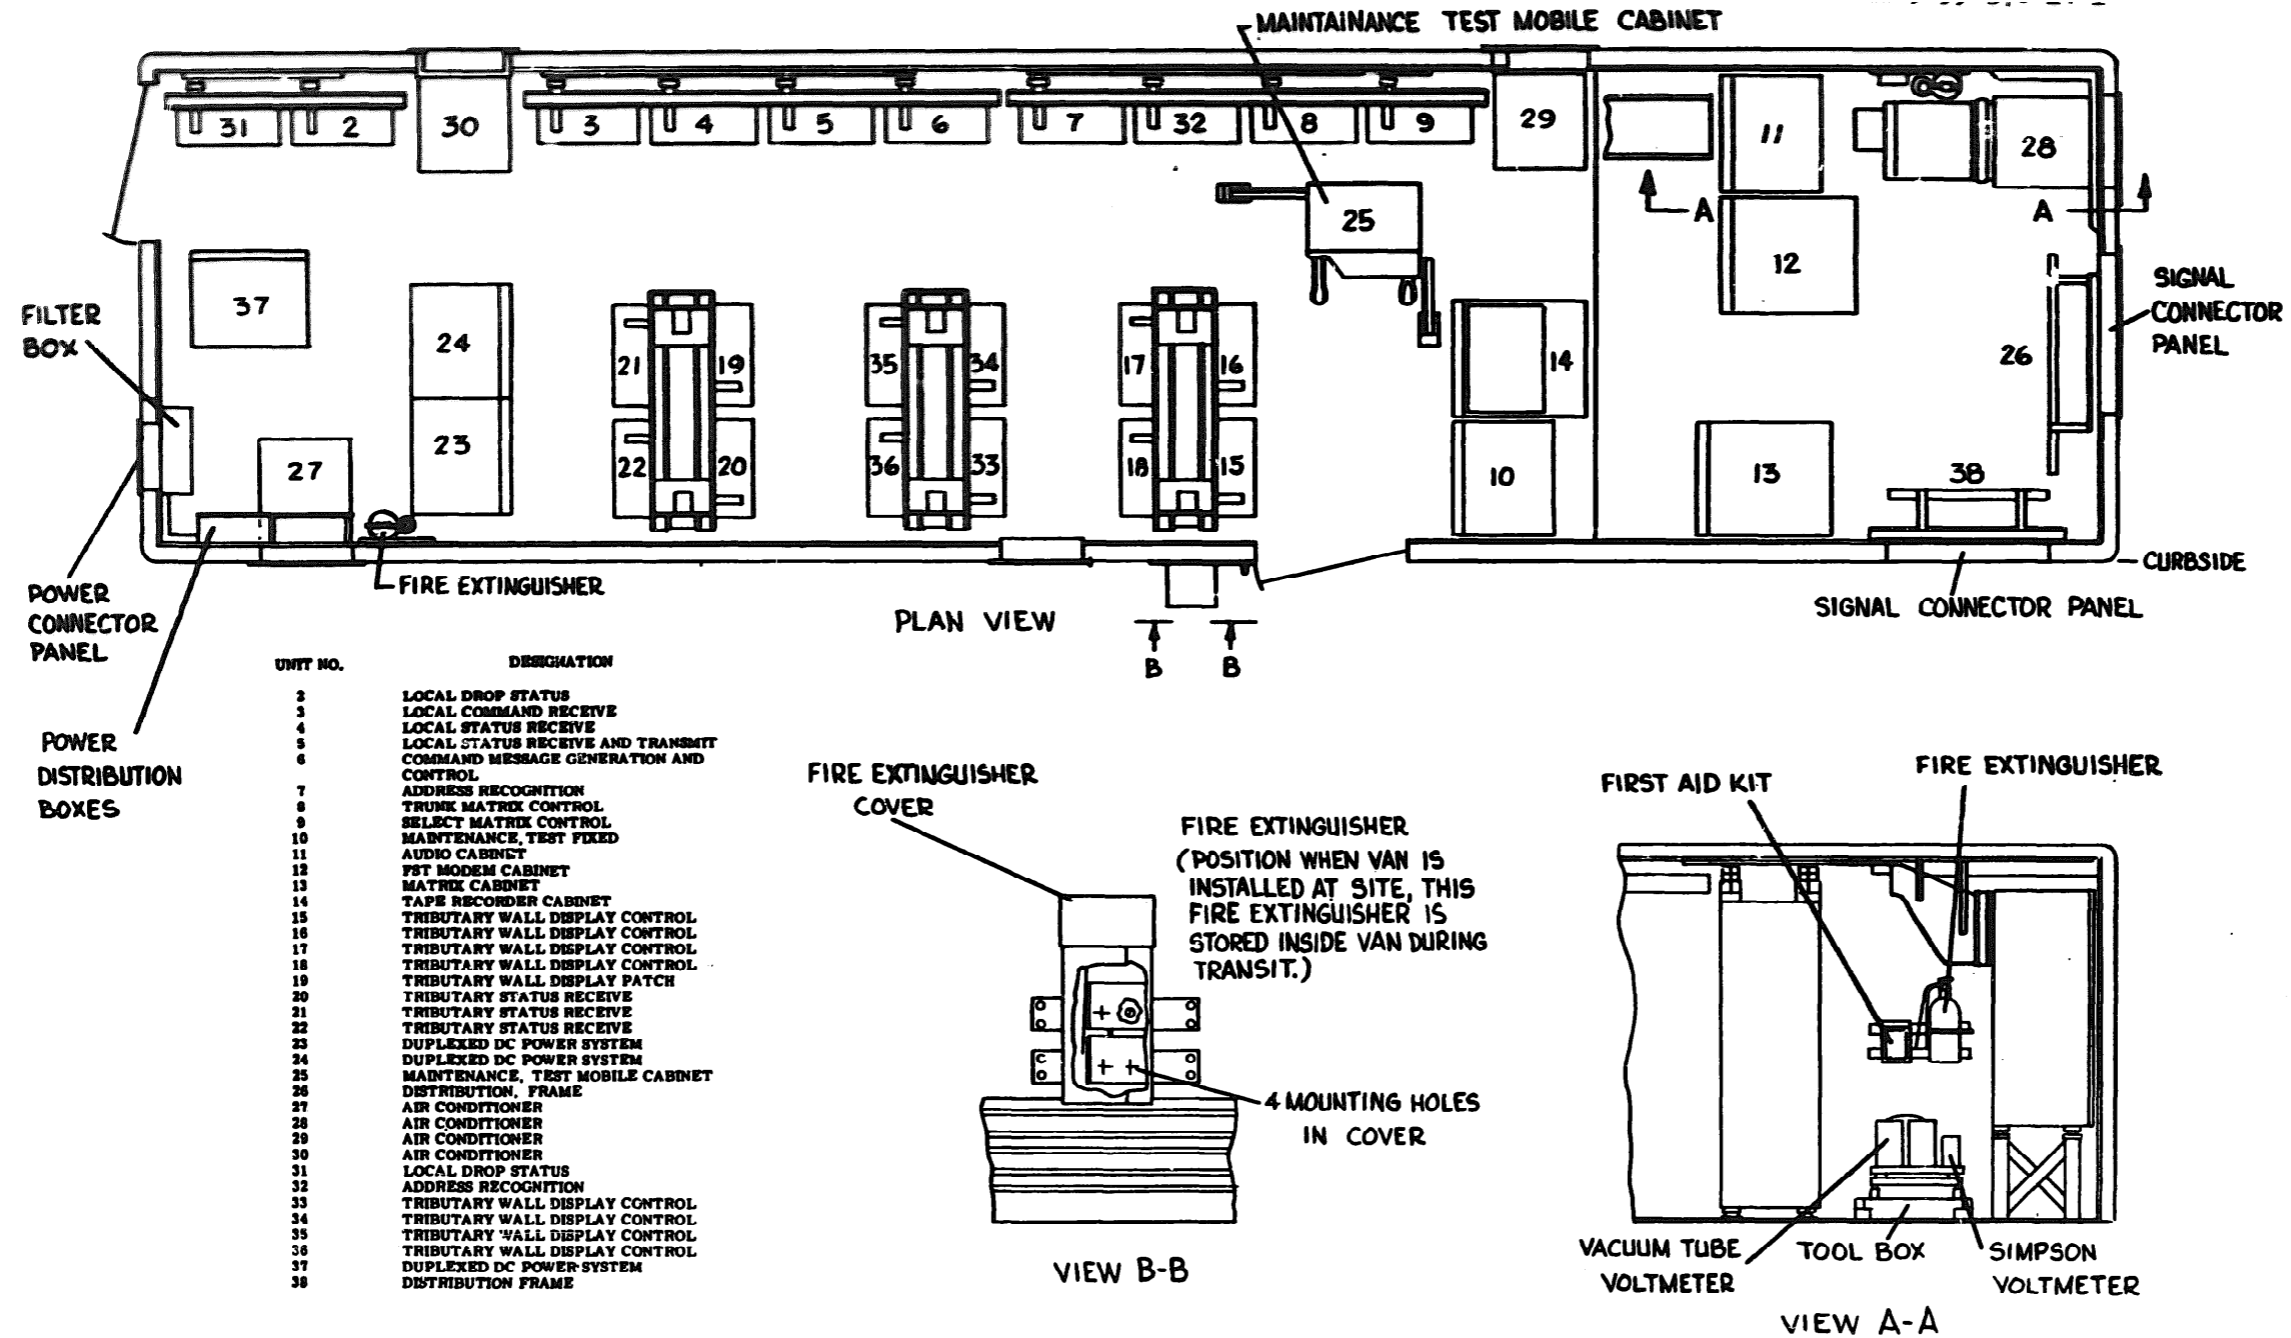 MAINTAINANCE TEST MOBILE CABINET
31 2 30 3 4 5 6 7 32 8 9 29 11 28
25
A A
12
37
24
21 19 35 34 17 16 14
26
23
22 20 36 33 18 15 10 13 38
27
FILTER
BOX
SIGNAL
CONNECTOR
PANEL
CURBSIDE
POWER
CONNECTOR
PANEL
FIRE EXTINGUISHER
PLAN VIEW
B B
SIGNAL CONNECTOR PANEL
POWER
DISTRIBUTION
BOXES
UNIT NO. DESIGNATION
2 LOCAL DROP STATUS
3 LOCAL COMMAND RECEIVE
4 LOCAL STATUS RECEIVE
5 LOCAL STATUS RECEIVE AND TRANSMIT
6 COMMAND MESSAGE GENERATION AND
CONTROL
7 ADDRESS RECOGNITION
8 TRUNK MATRIX CONTROL
9 SELECT MATRIX CONTROL
10 MAINTENANCE, TEST FIXED
11 AUDIO CABINET
12 FST MODEM CABINET
13 MATRIX CABINET
14 TAPE RECORDER CABINET
15 TRIBUTARY WALL DISPLAY CONTROL
16 TRIBUTARY WALL DISPLAY CONTROL
17 TRIBUTARY WALL DISPLAY CONTROL
18 TRIBUTARY WALL DISPLAY CONTROL
19 TRIBUTARY WALL DISPLAY PATCH
20 TRIBUTARY STATUS RECEIVE
21 TRIBUTARY STATUS RECEIVE
22 TRIBUTARY STATUS RECEIVE
23 DUPLEXED DC POWER SYSTEM
24 DUPLEXED DC POWER SYSTEM
25 MAINTENANCE, TEST MOBILE CABINET
26 DISTRIBUTION, FRAME
27 AIR CONDITIONER
28 AIR CONDITIONER
29 AIR CONDITIONER
30 AIR CONDITIONER
31 LOCAL DROP STATUS
32 ADDRESS RECOGNITION
33 TRIBUTARY WALL DISPLAY CONTROL
34 TRIBUTARY WALL DISPLAY CONTROL
35 TRIBUTARY WALL DISPLAY CONTROL
36 TRIBUTARY WALL DISPLAY CONTROL
37 DUPLEXED DC POWER SYSTEM
38 DISTRIBUTION FRAME
FIRE EXTINGUISHER
COVER
FIRE EXTINGUISHER
(POSITION WHEN VAN IS
INSTALLED AT SITE, THIS
FIRE EXTINGUISHER IS
STORED INSIDE VAN DURING
TRANSIT.)
4 MOUNTING HOLES
IN COVER
VIEW B-B
FIRST AID KIT
FIRE EXTINGUISHER
VACUUM TUBE
VOLTMETER
TOOL BOX
SIMPSON
VOLTMETER
VIEW A-A